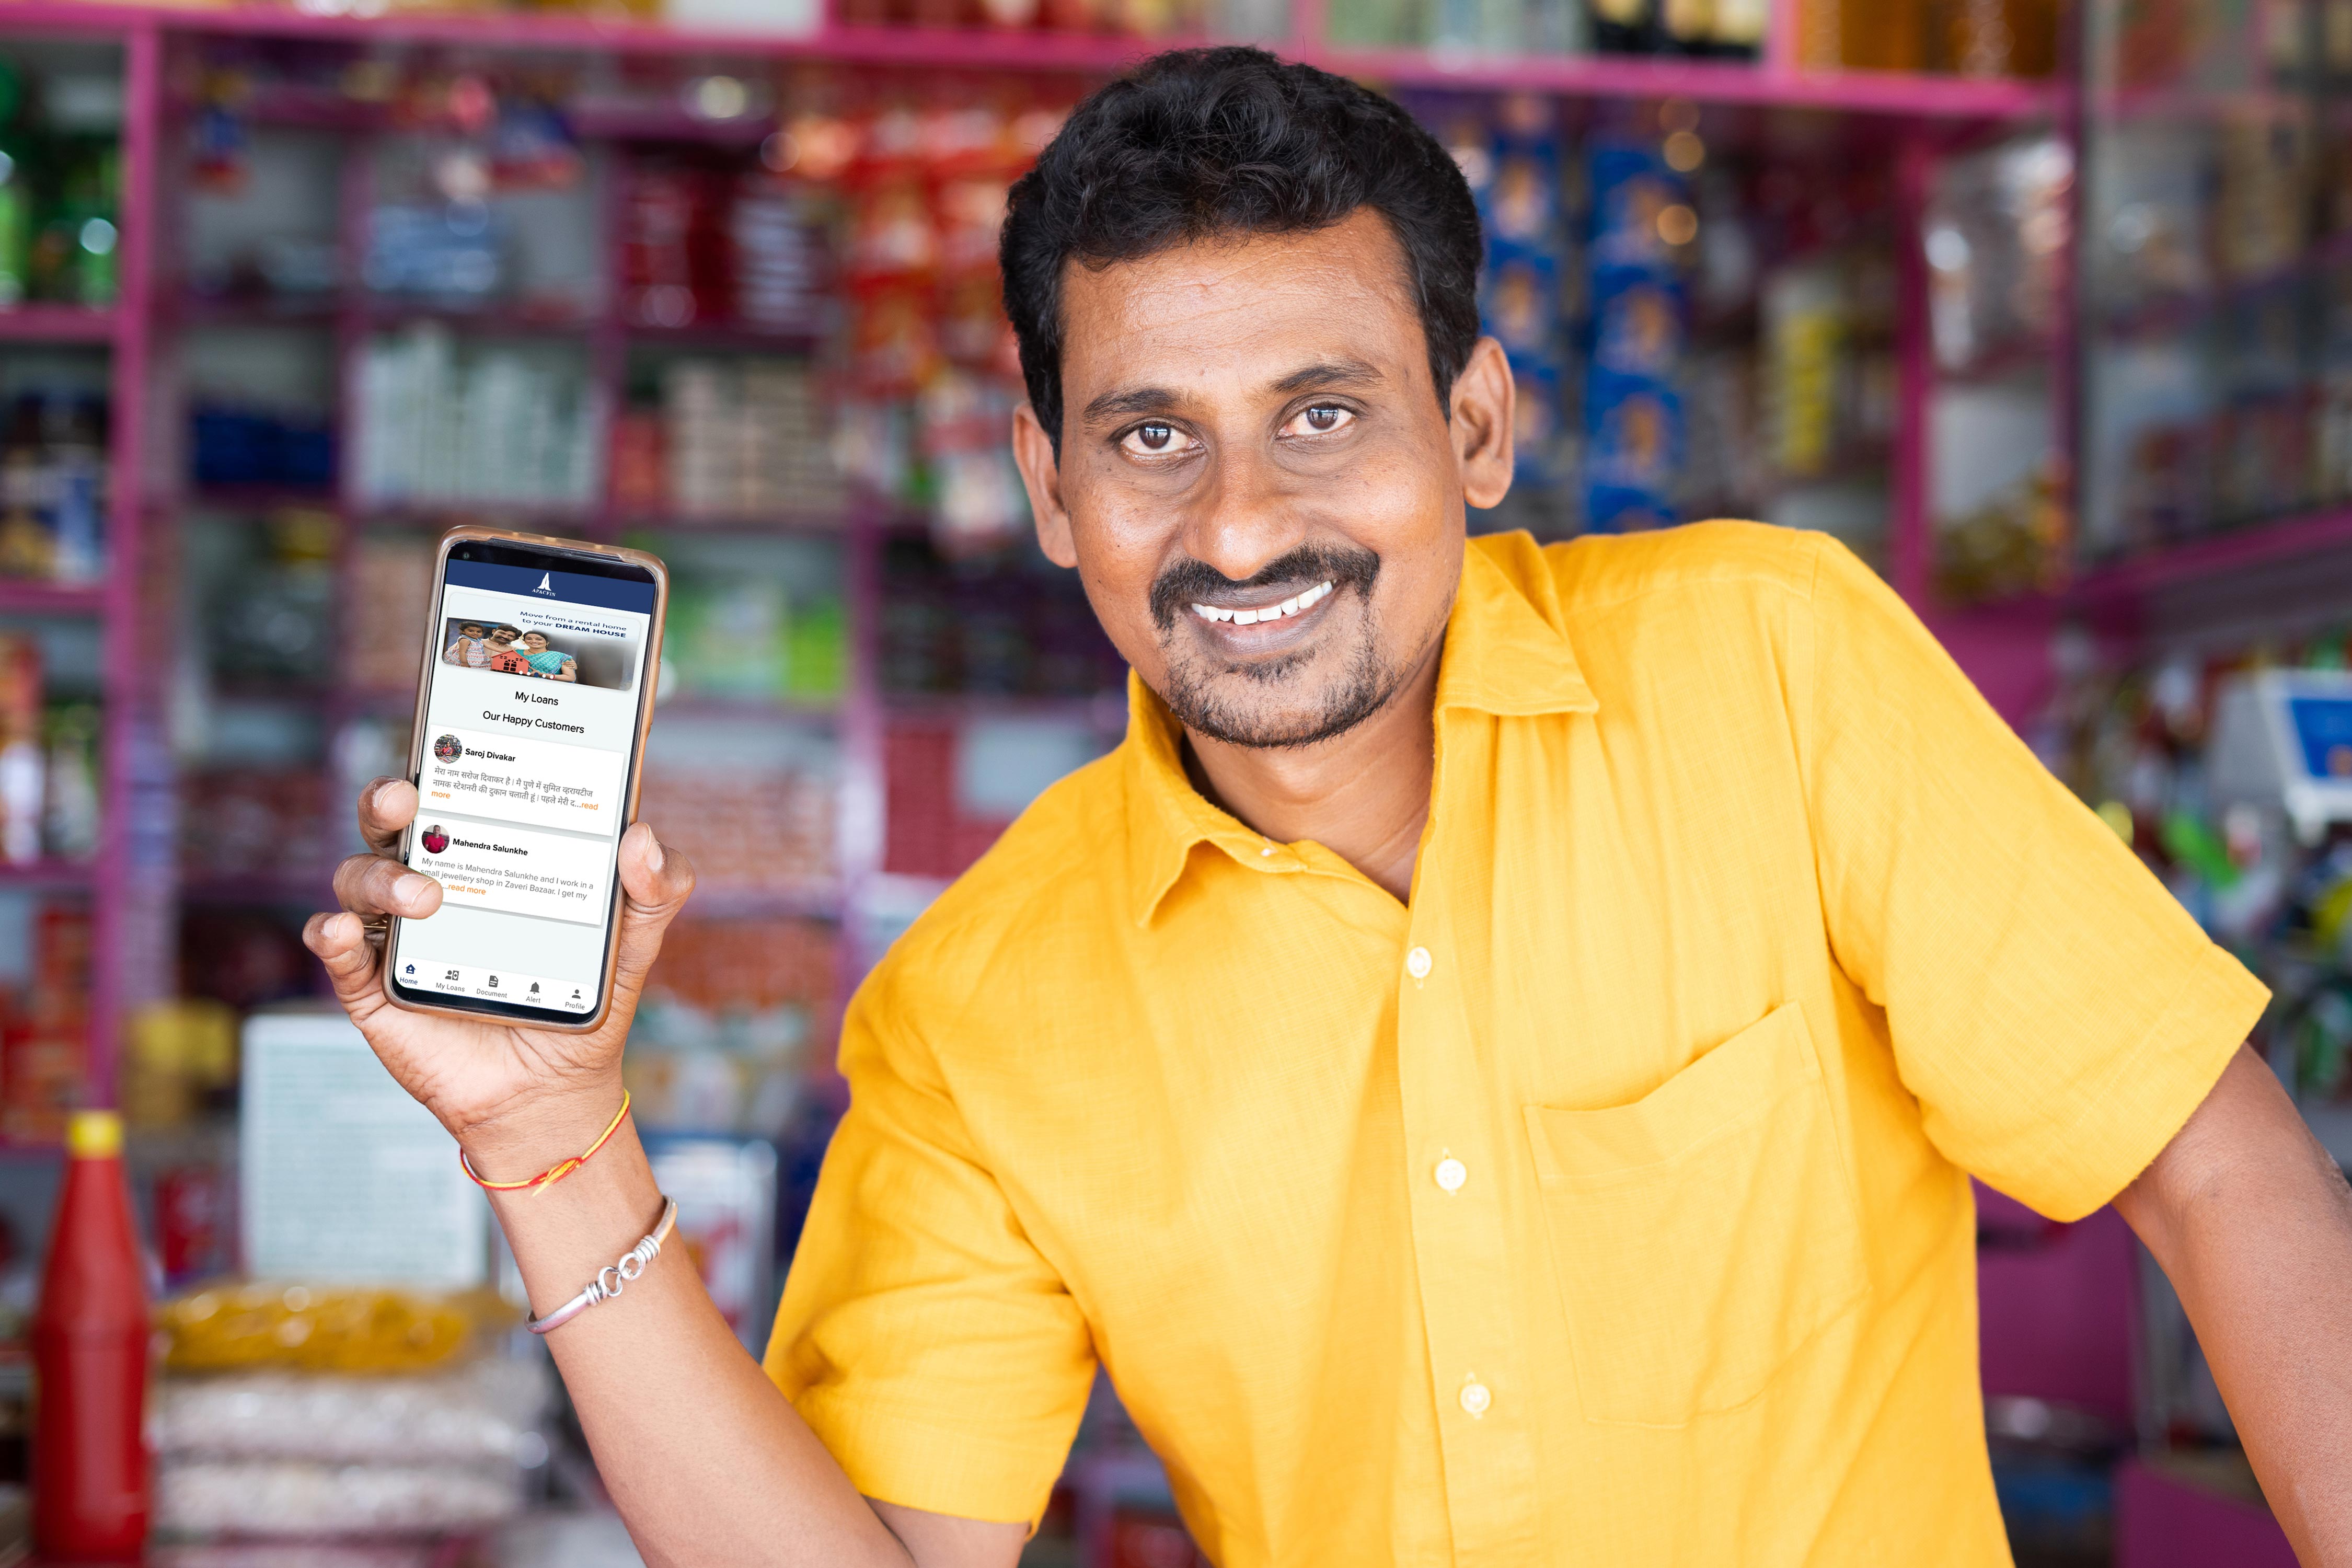 APACFIN
Move from a rental home
to your DREAM HOUSE
My Loans
Our Happy Customers
Saroj Divakar
मेरा नाम सरोज दिवाकर है। मैं पुणे में सुमित व्हरायटीज
नामक स्टेशनरी की दुकान चलाती हूं। पहले मेरी द...read
more
Mahendra Salunkhe
My name is Mahendra Salunkhe and I work in a
small jewellery shop in Zaveri Bazaar. I get my
...read more
Home
My Loans
Document
Alert
Profile